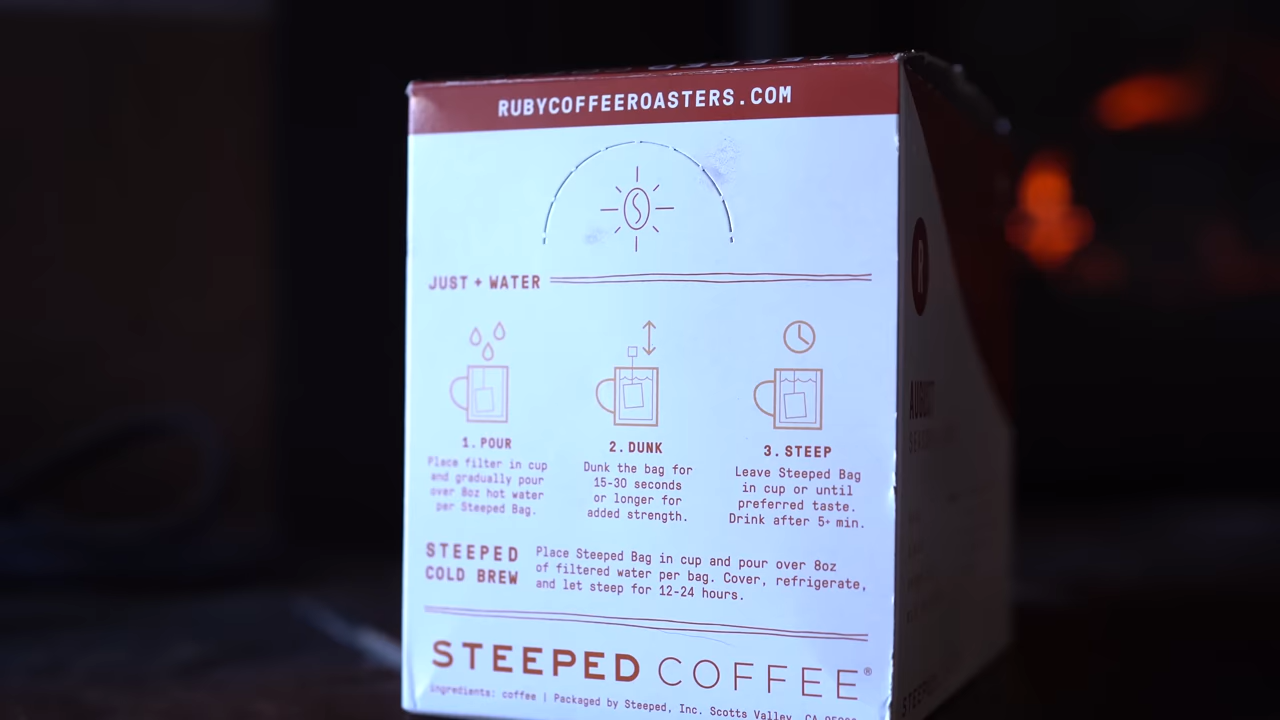 RUBYCOFFEEROASTERS.COM
JUST + WATER
1. POUR
Place filter in cup
and gradually pour
over 8oz hot water
per Steeped Bag.
2. DUNK
Dunk the bag for
15-30 seconds
or longer for
added strength.
3. STEEP
Leave Steeped Bag
in cup or until
preferred taste.
Drink after 5+ min.
STEEPED
COLD BREW
Place Steeped Bag in cup and pour over 8oz
of filtered water per bag. Cover, refrigerate,
and let steep for 12-24 hours.
STEEPED COFFEE®
ingredients: coffee | Packaged by Steeped, Inc. Scotts Valley, CA
R